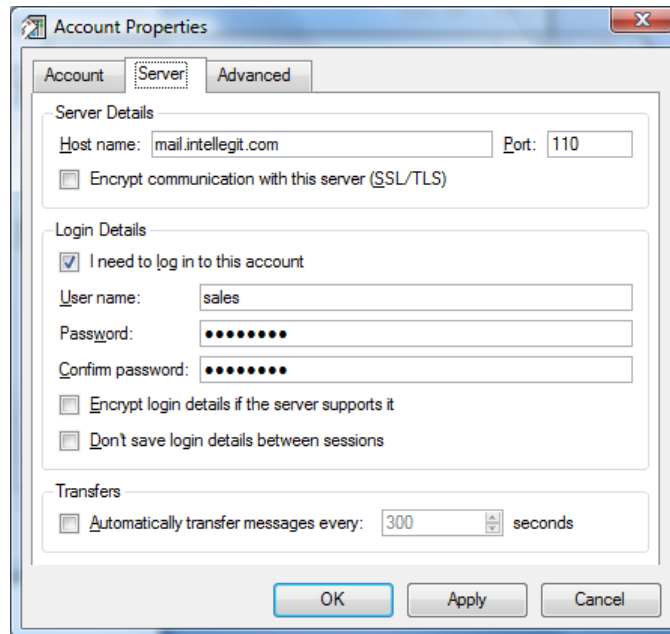 Account Properties
Account Server Advanced
Server Details
Host name: mail.intellegit.com Port: 110
Encrypt communication with this server (SSL/TLS)
Login Details
I need to log in to this account
User name: sales
Password: ●●●●●●●●
Confirm password: ●●●●●●●●
Encrypt login details if the server supports it
Don't save login details between sessions
Transfers
Automatically transfer messages every: 300 seconds
OK Apply Cancel